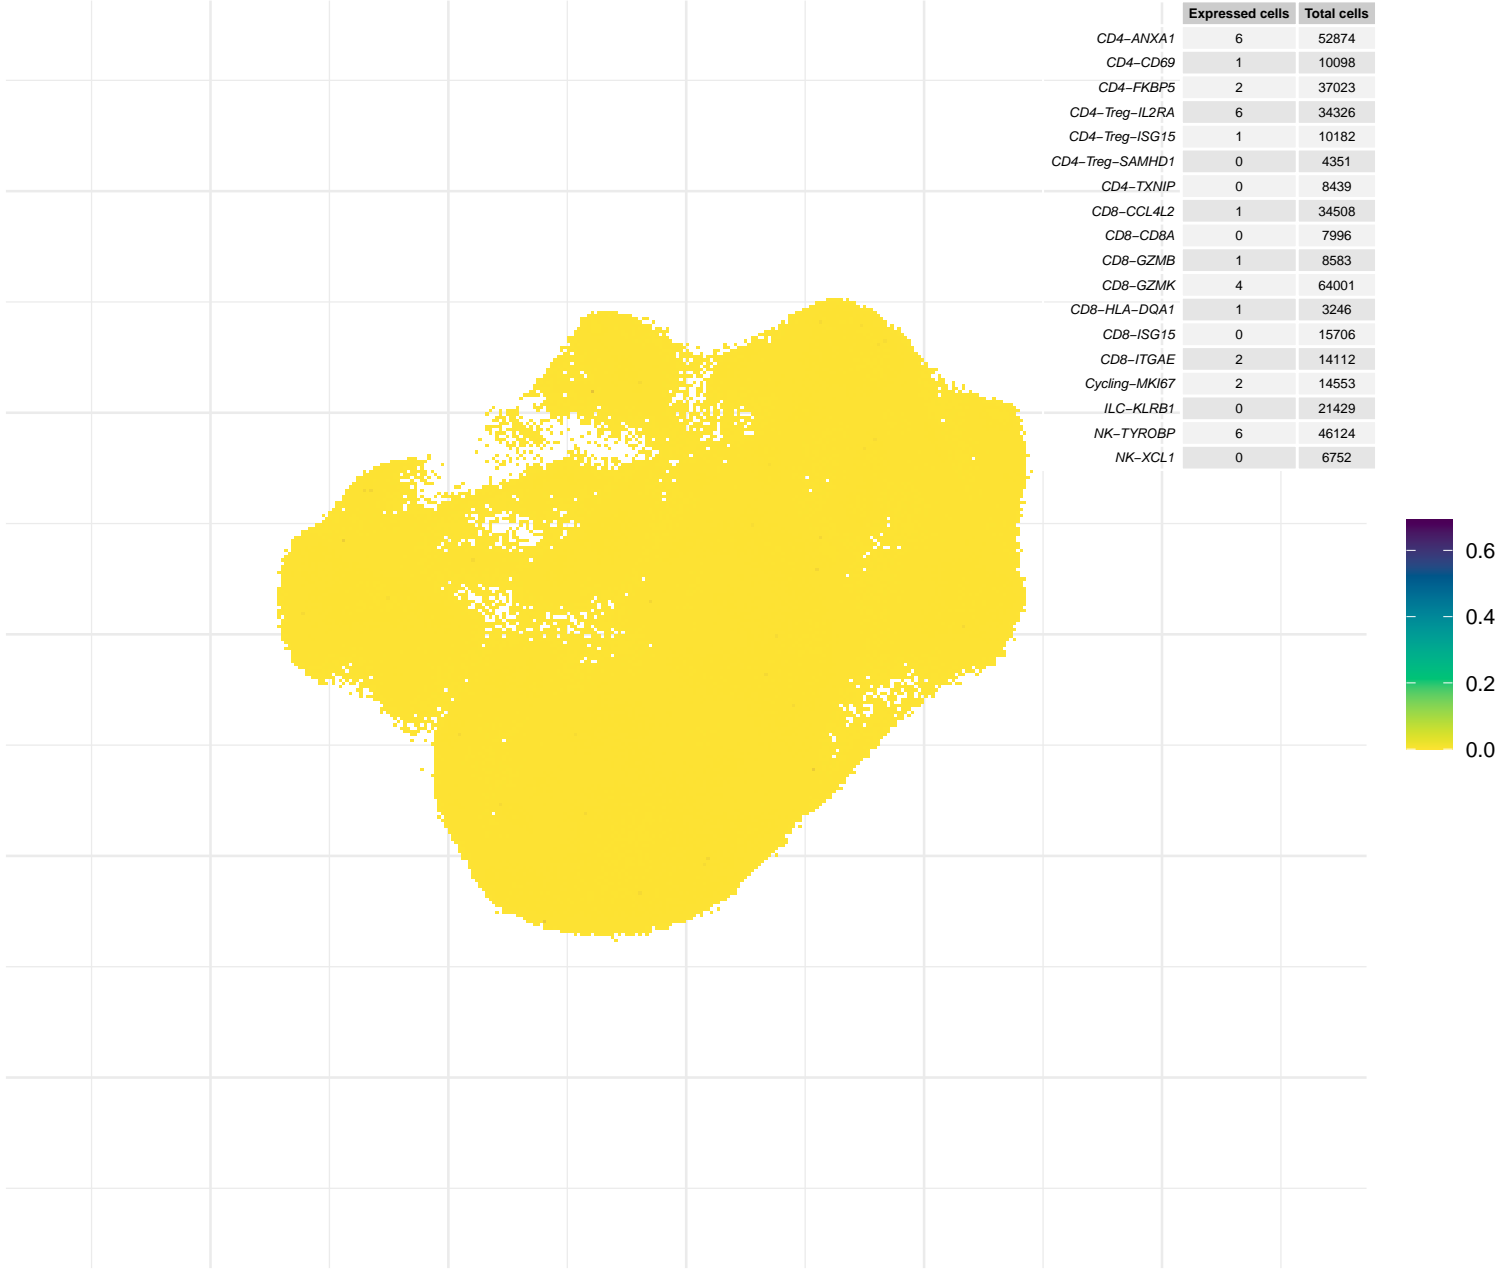 Expressed cells Total cells
CD4−ANXA1 6 52874
CD4−CD69 1 10098
CD4−FKBP5 2 37023
CD4−Treg−IL2RA 6 34326
CD4−Treg−ISG15 1 10182
CD4−Treg−SAMHD1 0 4351
CD4−TXNIP 0 8439
CD8−CCL4L2 1 34508
CD8−CD8A 0 7996
CD8−GZMB 1 8583
CD8−GZMK 4 64001
CD8−HLA−DQA1 1 3246
CD8−ISG15 0 15706
CD8−ITGAE 2 14112
Cycling−MKI67 2 14553
ILC−KLRB1 0 21429
NK−TYROBP 6 46124
NK−XCL1 0 6752
0.6
0.4
0.2
0.0